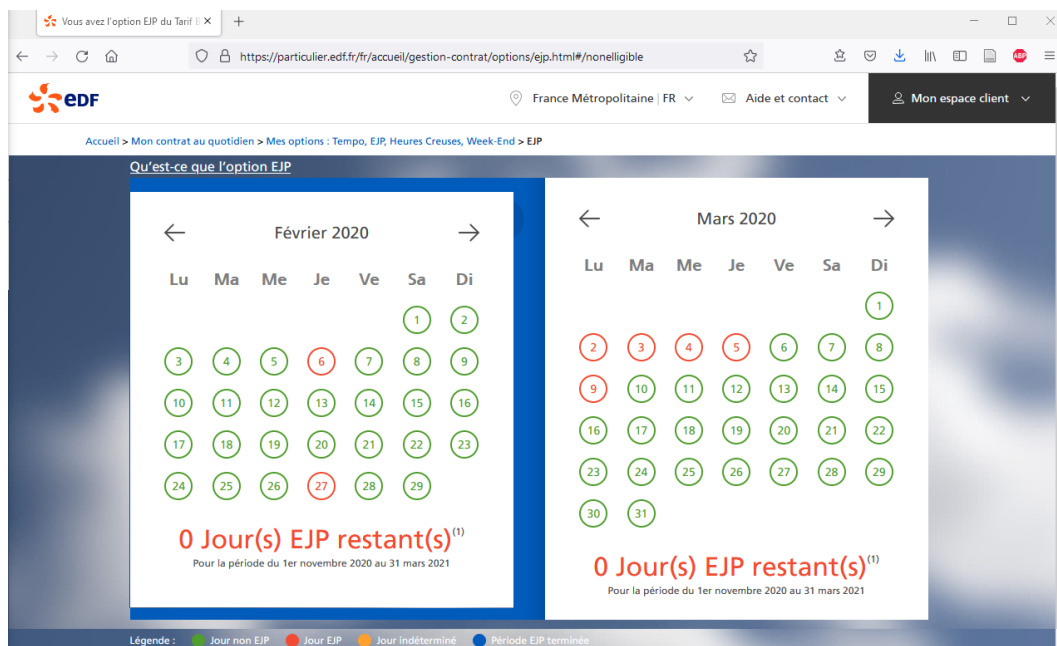 Vous avez l'option EJP du Tarif B
https://particulier.edf.fr/fr/accueil/gestion-contrat/options/ejp.html#/nonelligible
ABP
eDF
France Métropolitaine | FR
Aide et contact
Mon espace client
Accueil > Mon contrat au quotidien > Mes options : Tempo, EJP, Heures Creuses, Week-End > EJP
Qu'est-ce que l'option EJP
Février 2020
Lu Ma Me Je Ve Sa Di
1 2
3 4 5 6 7 8 9
10 11 12 13 14 15 16
17 18 19 20 21 22 23
24 25 26 27 28 29
0 Jour(s) EJP restant(s)(1)
Pour la période du 1er novembre 2020 au 31 mars 2021
Mars 2020
Lu Ma Me Je Ve Sa Di
1
2 3 4 5 6 7 8
9 10 11 12 13 14 15
16 17 18 19 20 21 22
23 24 25 26 27 28 29
30 31
0 Jour(s) EJP restant(s)(1)
Pour la période du 1er novembre 2020 au 31 mars 2021
Légende : Jour non EJP Jour EJP Jour indéterminé Période EJP terminée